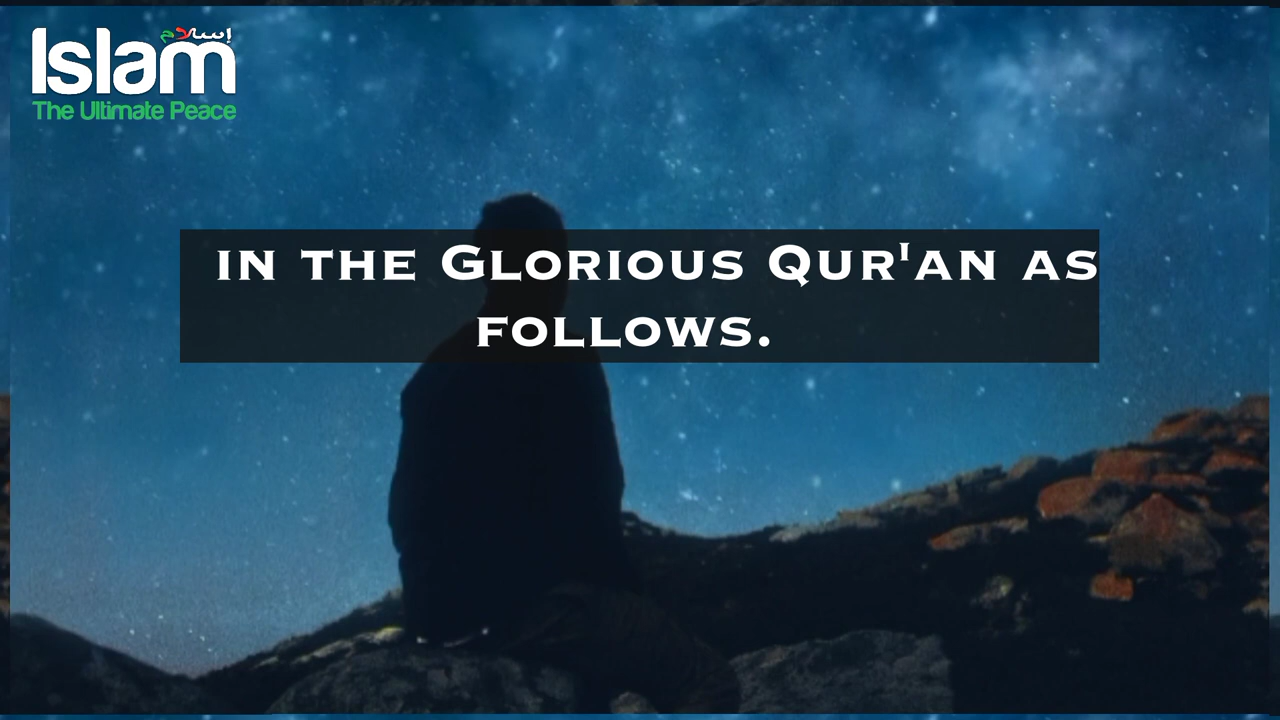 إسلام
Islam
The Ultimate Peace
in the Glorious Qur'an as
follows.